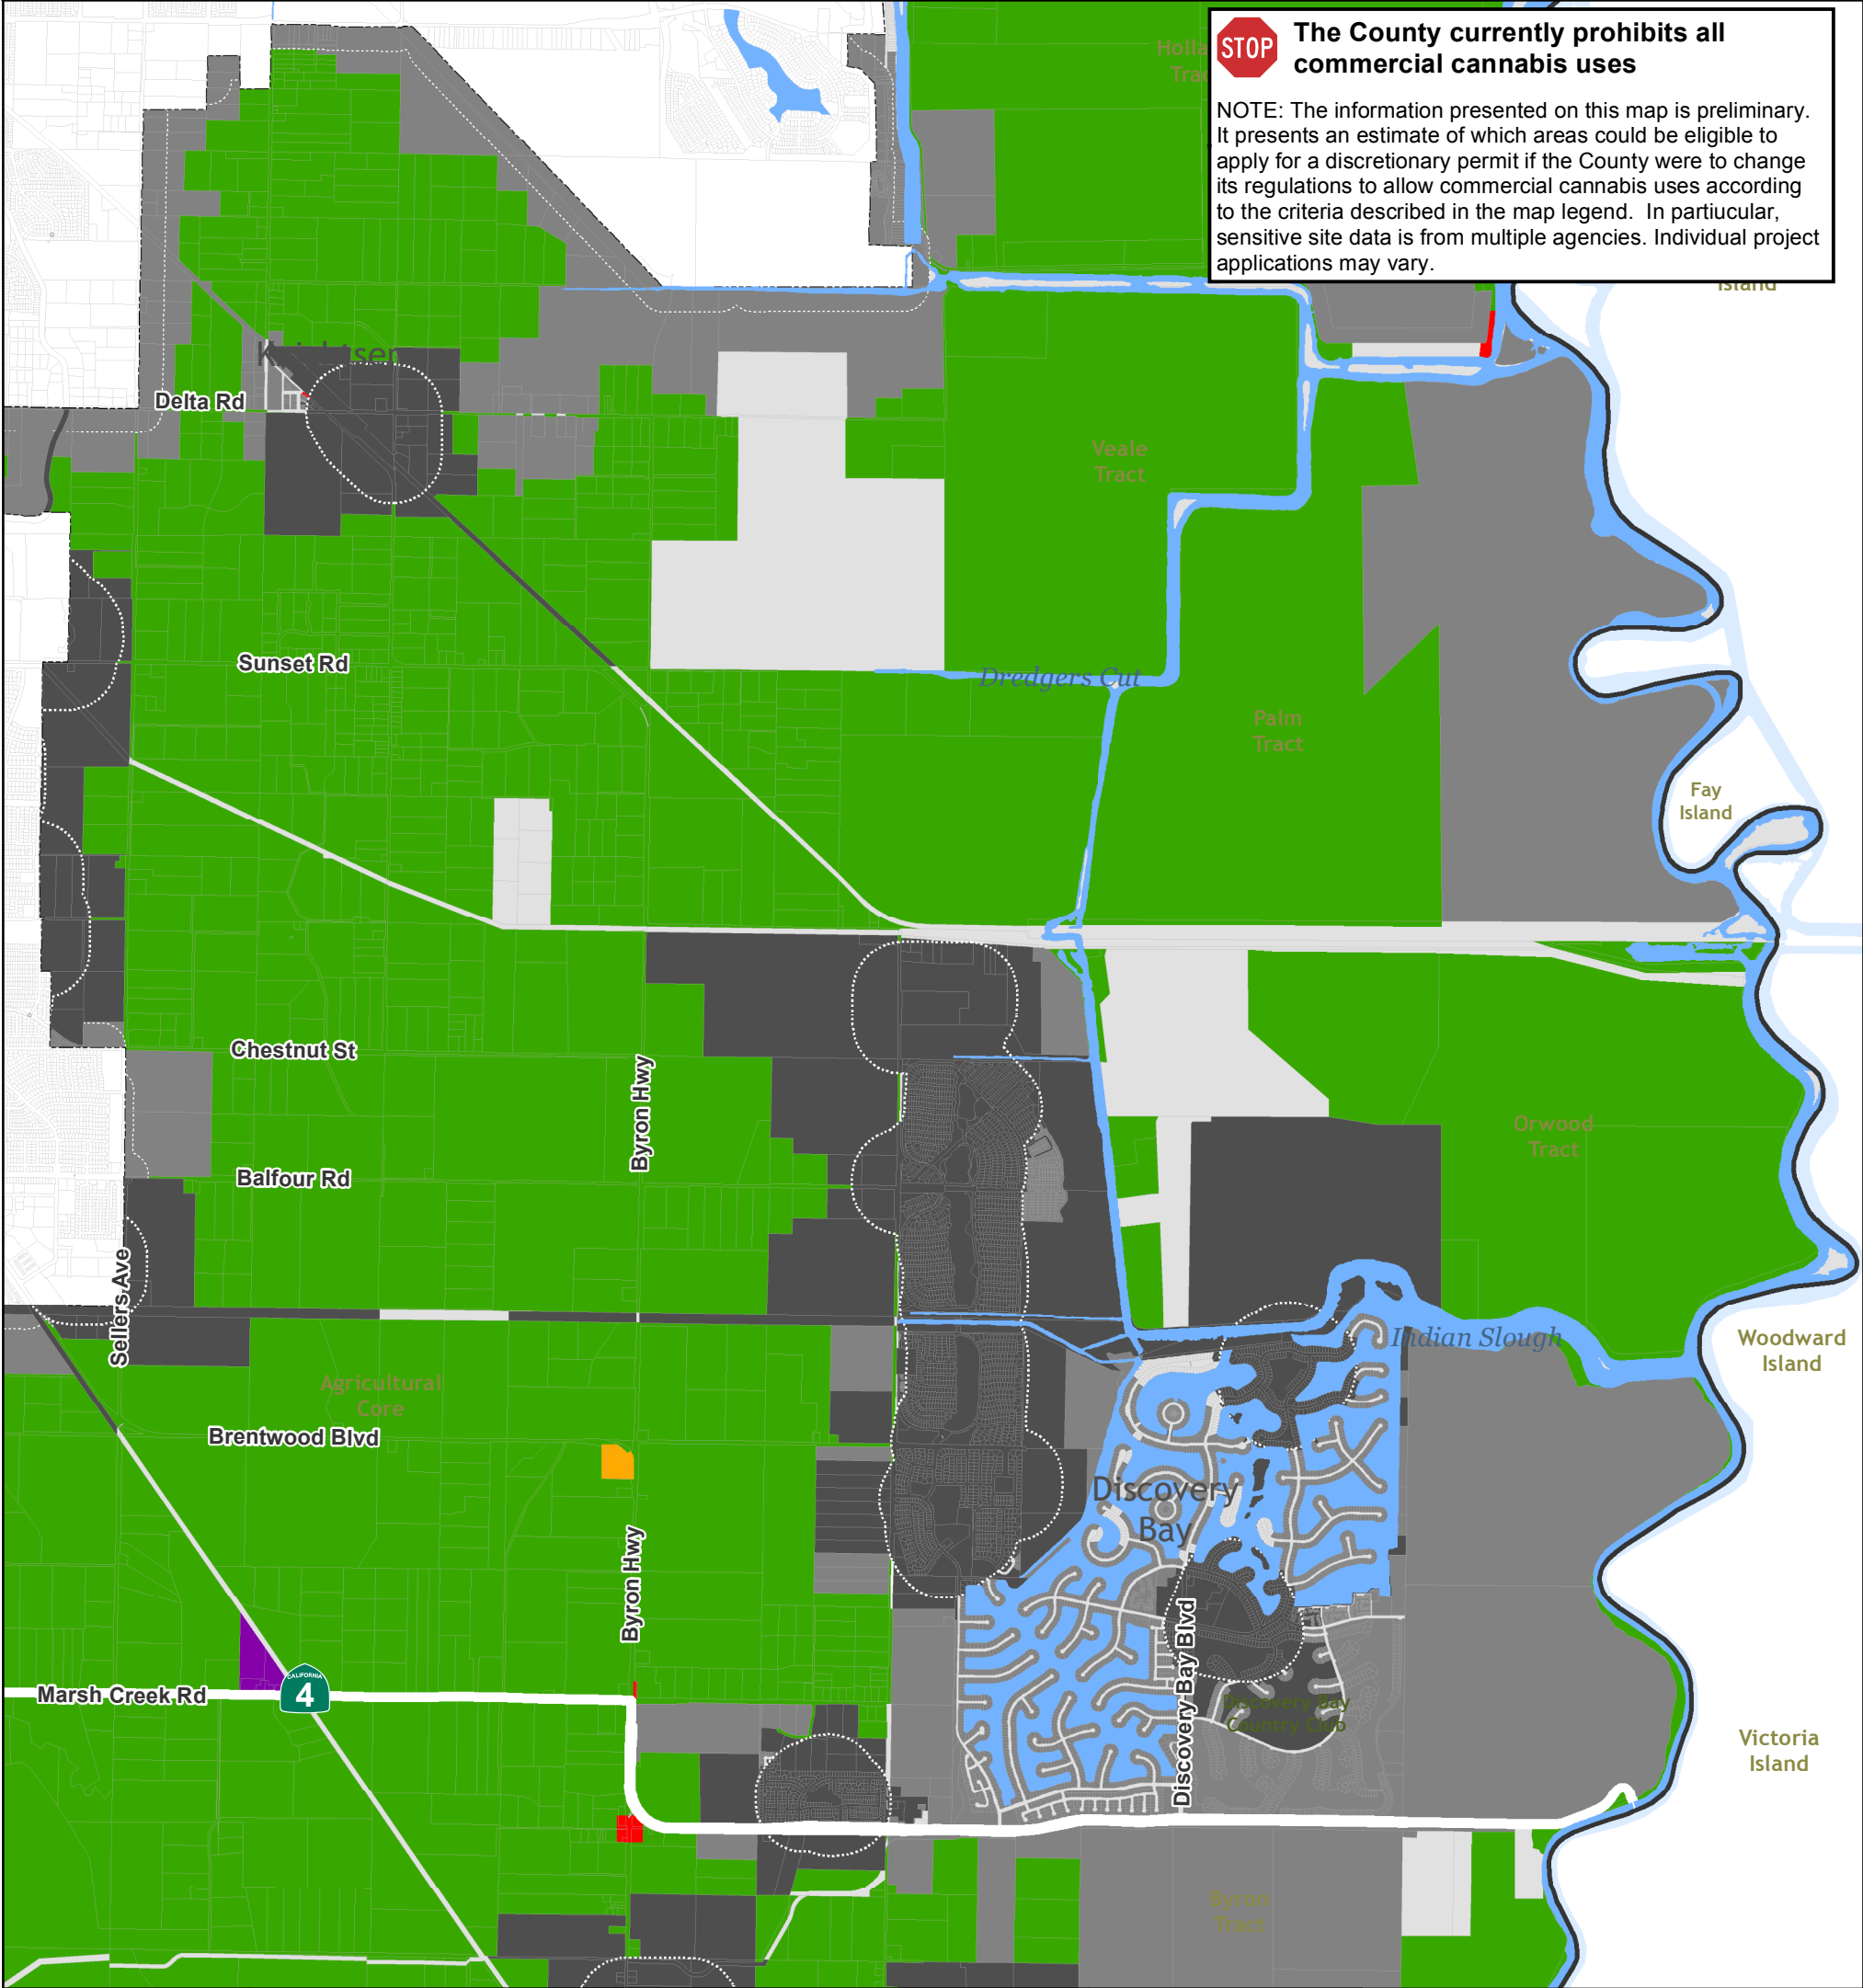 STOP
The County currently prohibits all
commercial cannabis uses
NOTE: The information presented on this map is preliminary.
It presents an estimate of which areas could be eligible to
apply for a discretionary permit if the County were to change
its regulations to allow commercial cannabis uses according
to the criteria described in the map legend. In partiucular,
sensitive site data is from multiple agencies. Individual project
applications may vary.
Island
Delta Rd
Veale
Tract
Sunset Rd
Dredgers Cut
Palm
Tract
Fay
Island
Chestnut St
Byron Hwy
Orwood
Tract
Balfour Rd
Sellers Ave
Indian Slough
Woodward
Island
Agricultural
Core
Brentwood Blvd
Discovery
Bay
Byron Hwy
Discovery Bay Blvd
Marsh Creek Rd
CALIFORNIA
4
Discovery Bay
Country Club
Victoria
Island
Byron
Tract